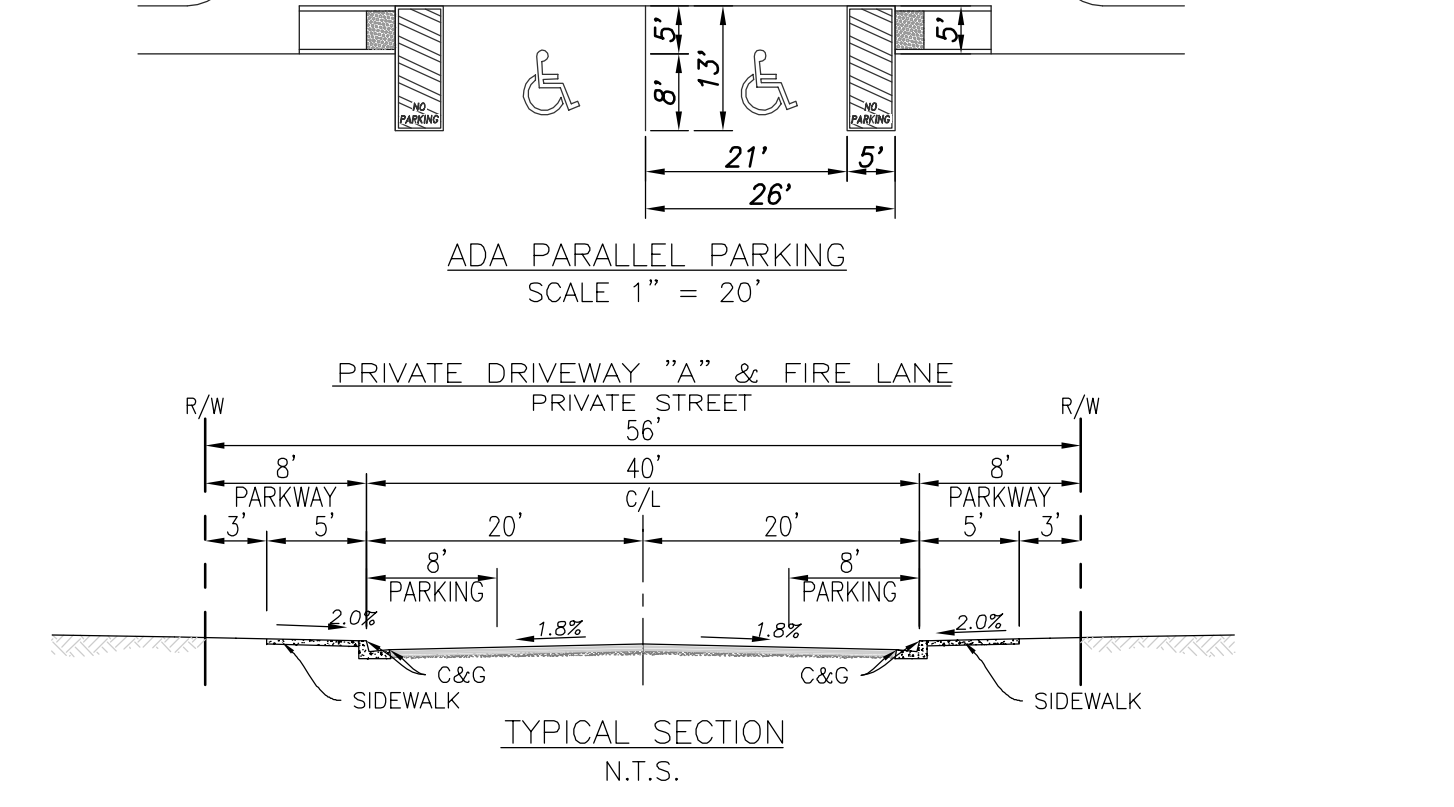 5' 13' 5'
8'
NO
PARKING
NO
PARKING
21' 5'
26'
ADA PARALLEL PARKING
SCALE 1" = 20'
PRIVATE DRIVEWAY "A" & FIRE LANE
R/W PRIVATE STREET R/W
56'
8' 40' 8'
PARKWAY C/L PARKWAY
3' 5' 20' 20' 5' 3'
8' 8'
PARKING PARKING
2.0% 1.8% 1.8% 2.0%
C&G C&G
SIDEWALK SIDEWALK
TYPICAL SECTION
N.T.S.